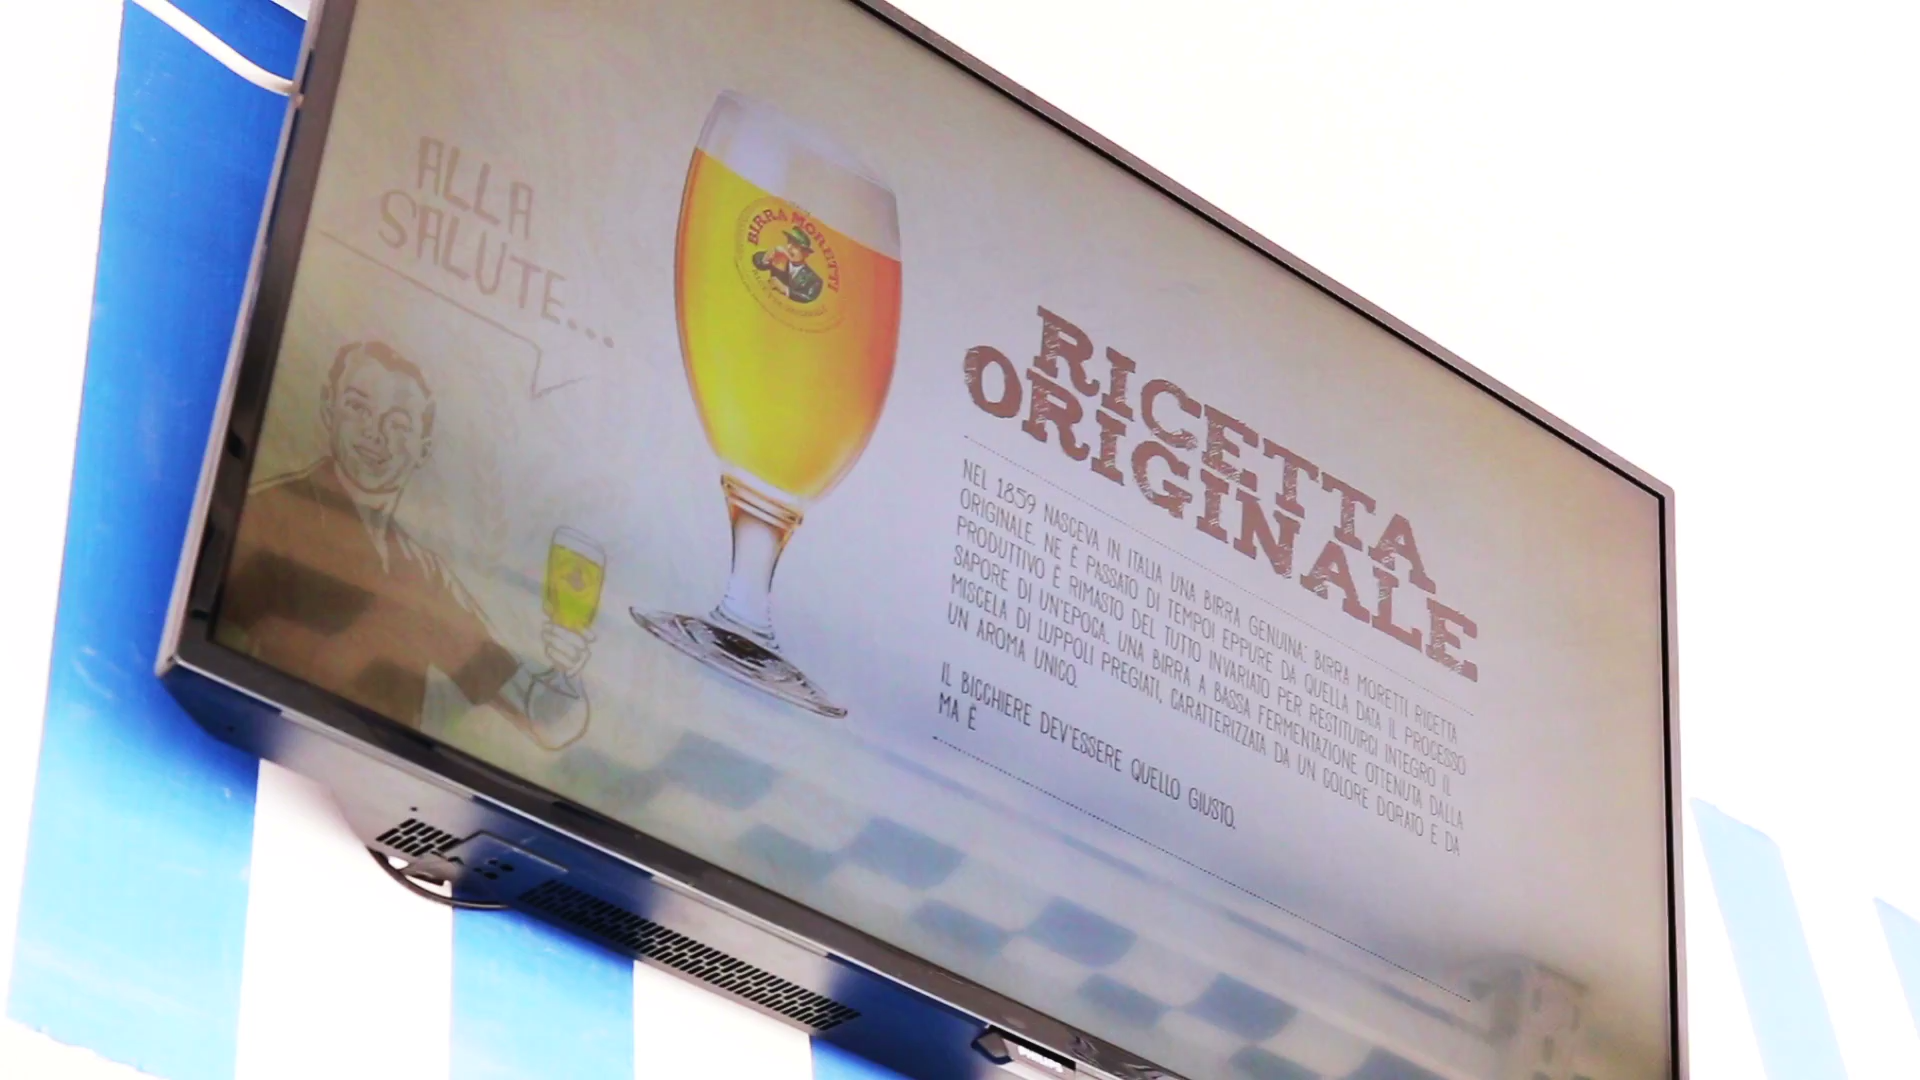 ALLA
SALUTE...
BIRRA MORETTI
RICETTA ORIGINALE
RICETTA
ORIGINALE
NEL 1859 NASCEVA IN ITALIA UNA BIRRA GENUINA: BIRRA MORETTI RICETTA
ORIGINALE. NE È PASSATO DI TEMPO! EPPURE DA QUELLA DATA IL PROCESSO
PRODUTTIVO È RIMASTO DEL TUTTO INVARIATO PER RESTITUIRCI INTEGRO IL
SAPORE DI UN'EPOCA. UNA BIRRA A BASSA FERMENTAZIONE OTTENUTA DALLA
MISCELA DI LUPPOLI PREGIATI, CARATTERIZZATA DA UN COLORE DORATO E DA
UN AROMA UNICO.
IL BICCHIERE DEV'ESSERE QUELLO GIUSTO.
MA È
PHILIPS